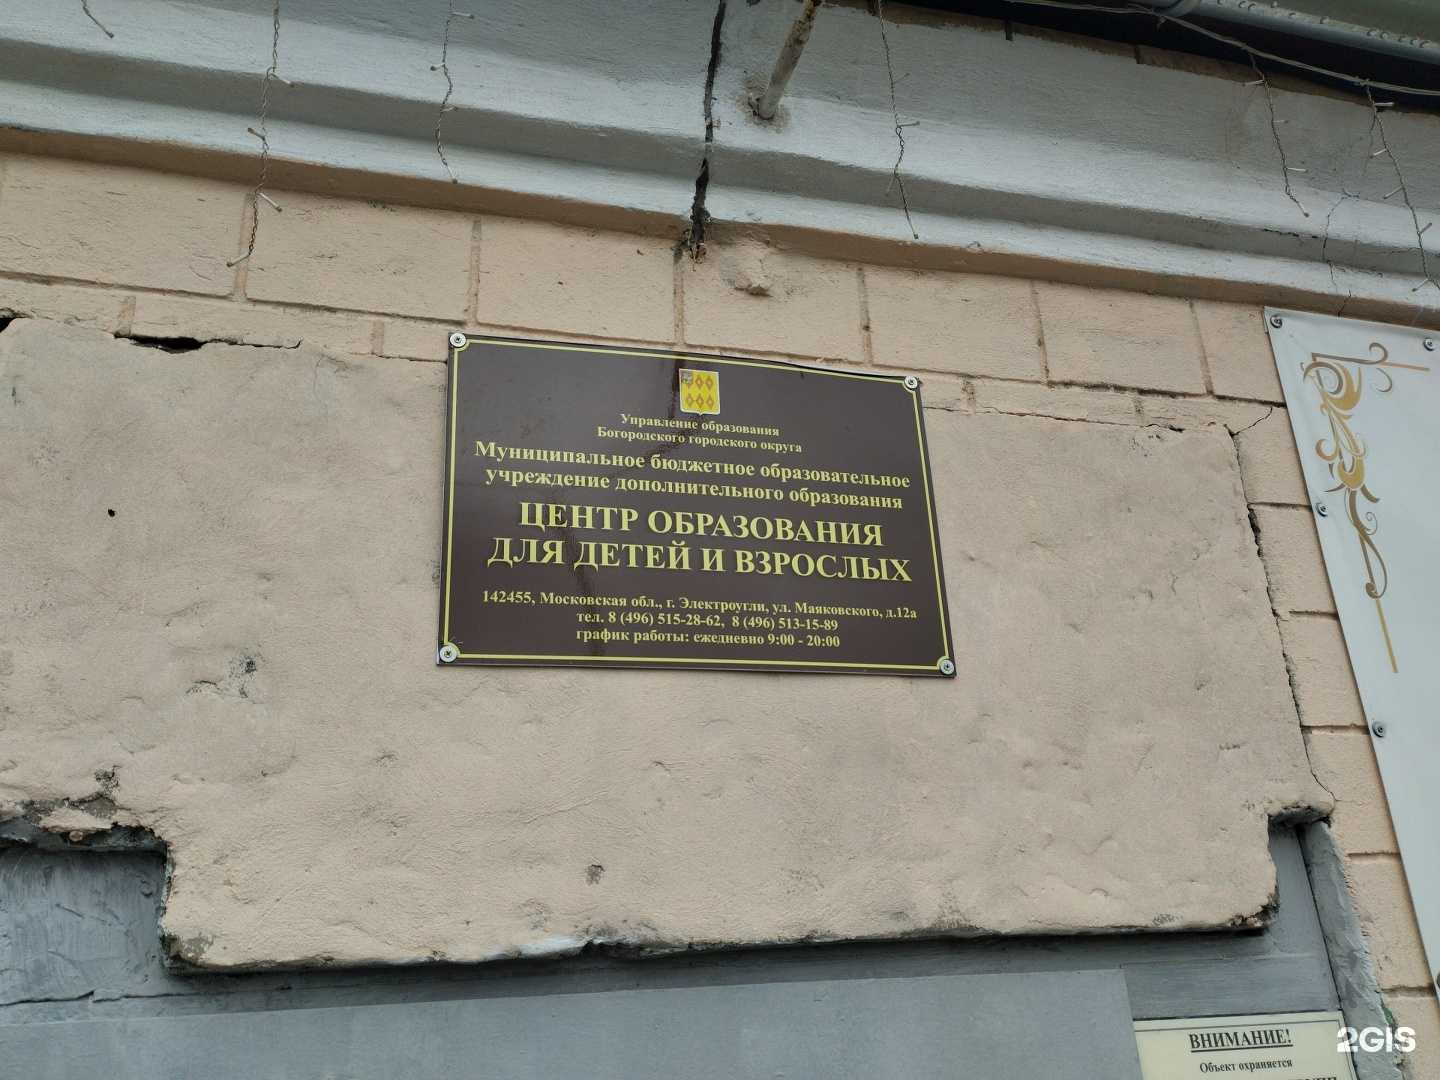 Управление образования
Богородского городского округа
Муниципальное бюджетное образовательное
учреждение дополнительного образования
ЦЕНТР ОБРАЗОВАНИЯ
ДЛЯ ДЕТЕЙ И ВЗРОСЛЫХ
142455, Московская обл., г. Электроугли, ул. Маяковского, д.12а
тел. 8 (496) 515-28-62, 8 (496) 513-15-89
график работы: ежедневно 9:00 - 20:00
ВНИМАНИЕ!
Объект охраняется
2GIS